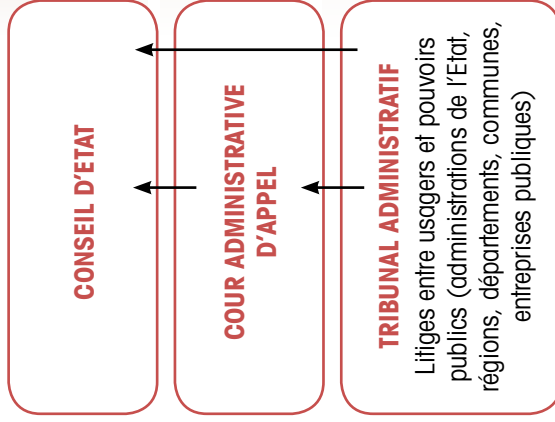 CONSEIL D'ETAT
COUR ADMINISTRATIVE
D'APPEL
TRIBUNAL ADMINISTRATIF
Litiges entre usagers et pouvoirs
publics (administrations de l'Etat,
régions, départements, communes,
entreprises publiques)